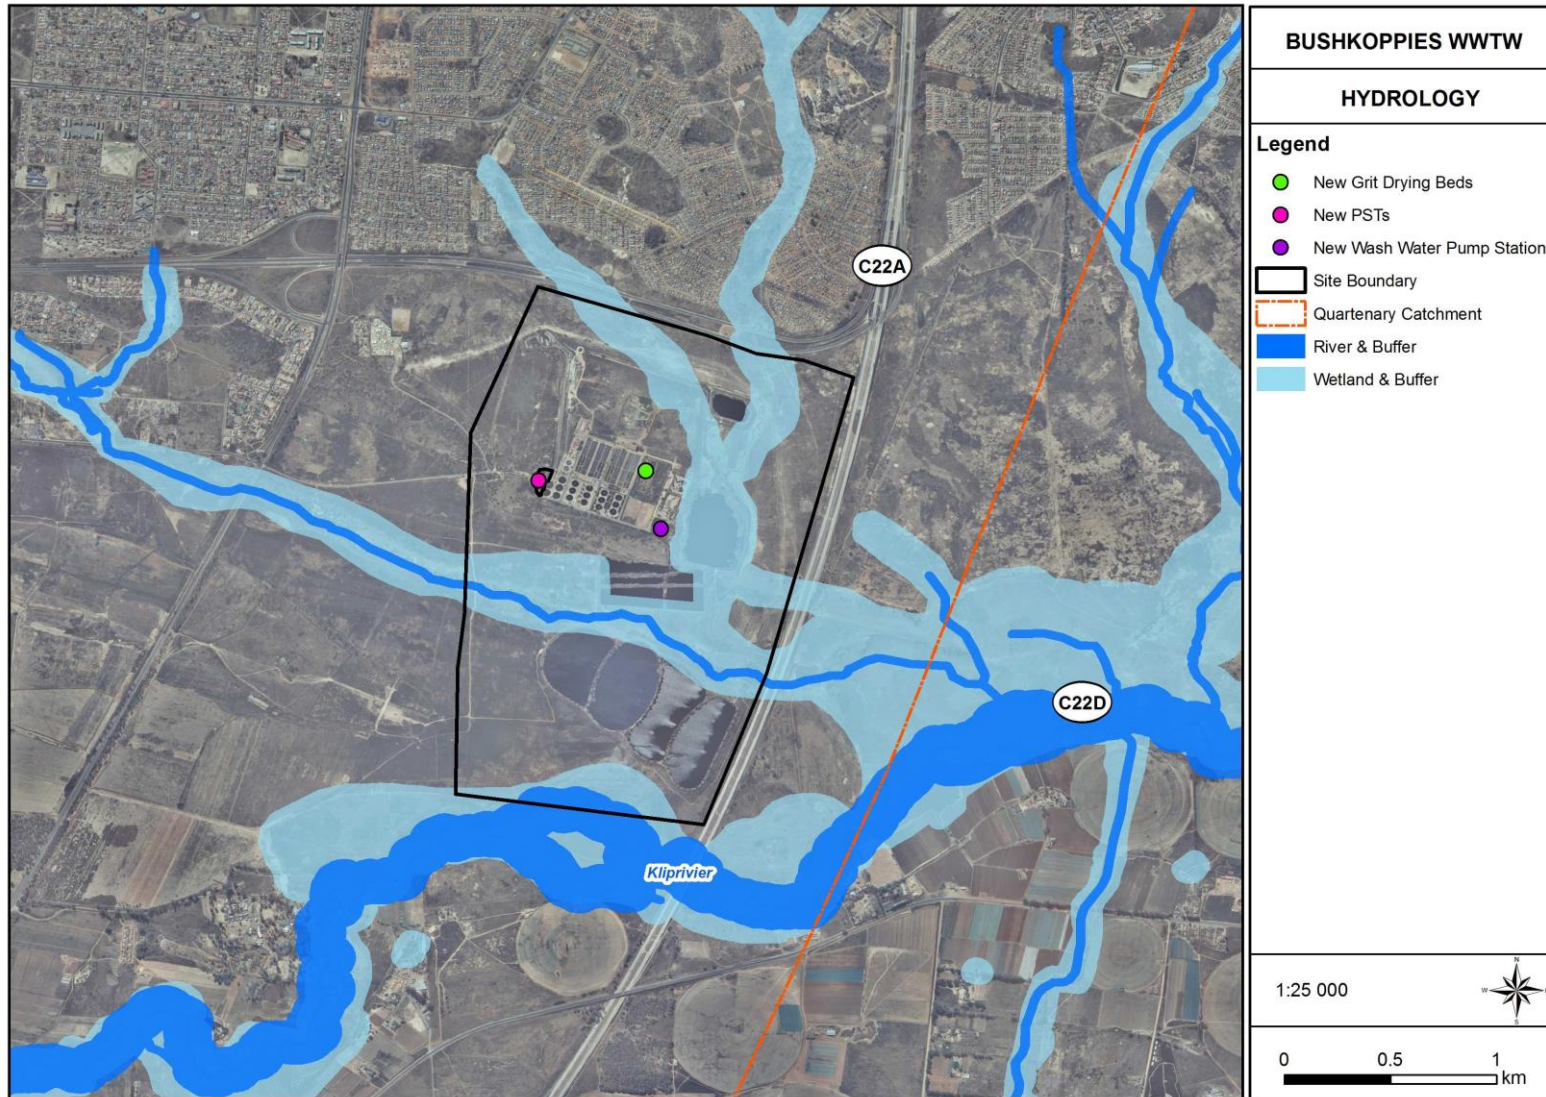 BUSHKOPPIES WWTW
HYDROLOGY
Legend
New Grit Drying Beds
New PSTs
New Wash Water Pump Station
Site Boundary
Quartenary Catchment
River & Buffer
Wetland & Buffer
C22A
C22D
Kliprivier
1:25 000
N
W
S
0 0.5 1
km